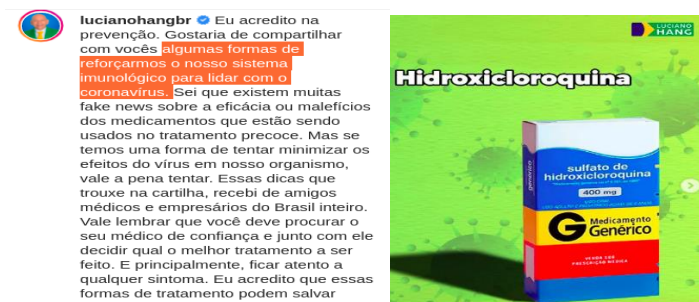 lucianohangbr Eu acredito na
prevenção. Gostaria de compartilhar
com vocês algumas formas de
reforçarmos o nosso sistema
imunológico para lidar com o
coronavírus. Sei que existem muitas
fake news sobre a eficácia ou malefícios
dos medicamentos que estão sendo
usados no tratamento precoce. Mas se
temos uma forma de tentar minimizar os
efeitos do vírus em nosso organismo,
vale a pena tentar. Essas dicas que
trouxe na cartilha, recebi de amigos
médicos e empresários do Brasil inteiro.
Vale lembrar que você deve procurar o
seu médico de confiança e junto com ele
decidir qual o melhor tratamento a ser
feito. E principalmente, ficar atento a
qualquer sintoma. Eu acredito que essas
formas de tratamento podem salvar
LUCIANO
HANG
Hidroxicloroquina
genérico
sulfato de
hidroxicloroquina
400 mg
G Medicamento
Genérico
VENDA SOB
PRESCRIÇÃO MÉDICA